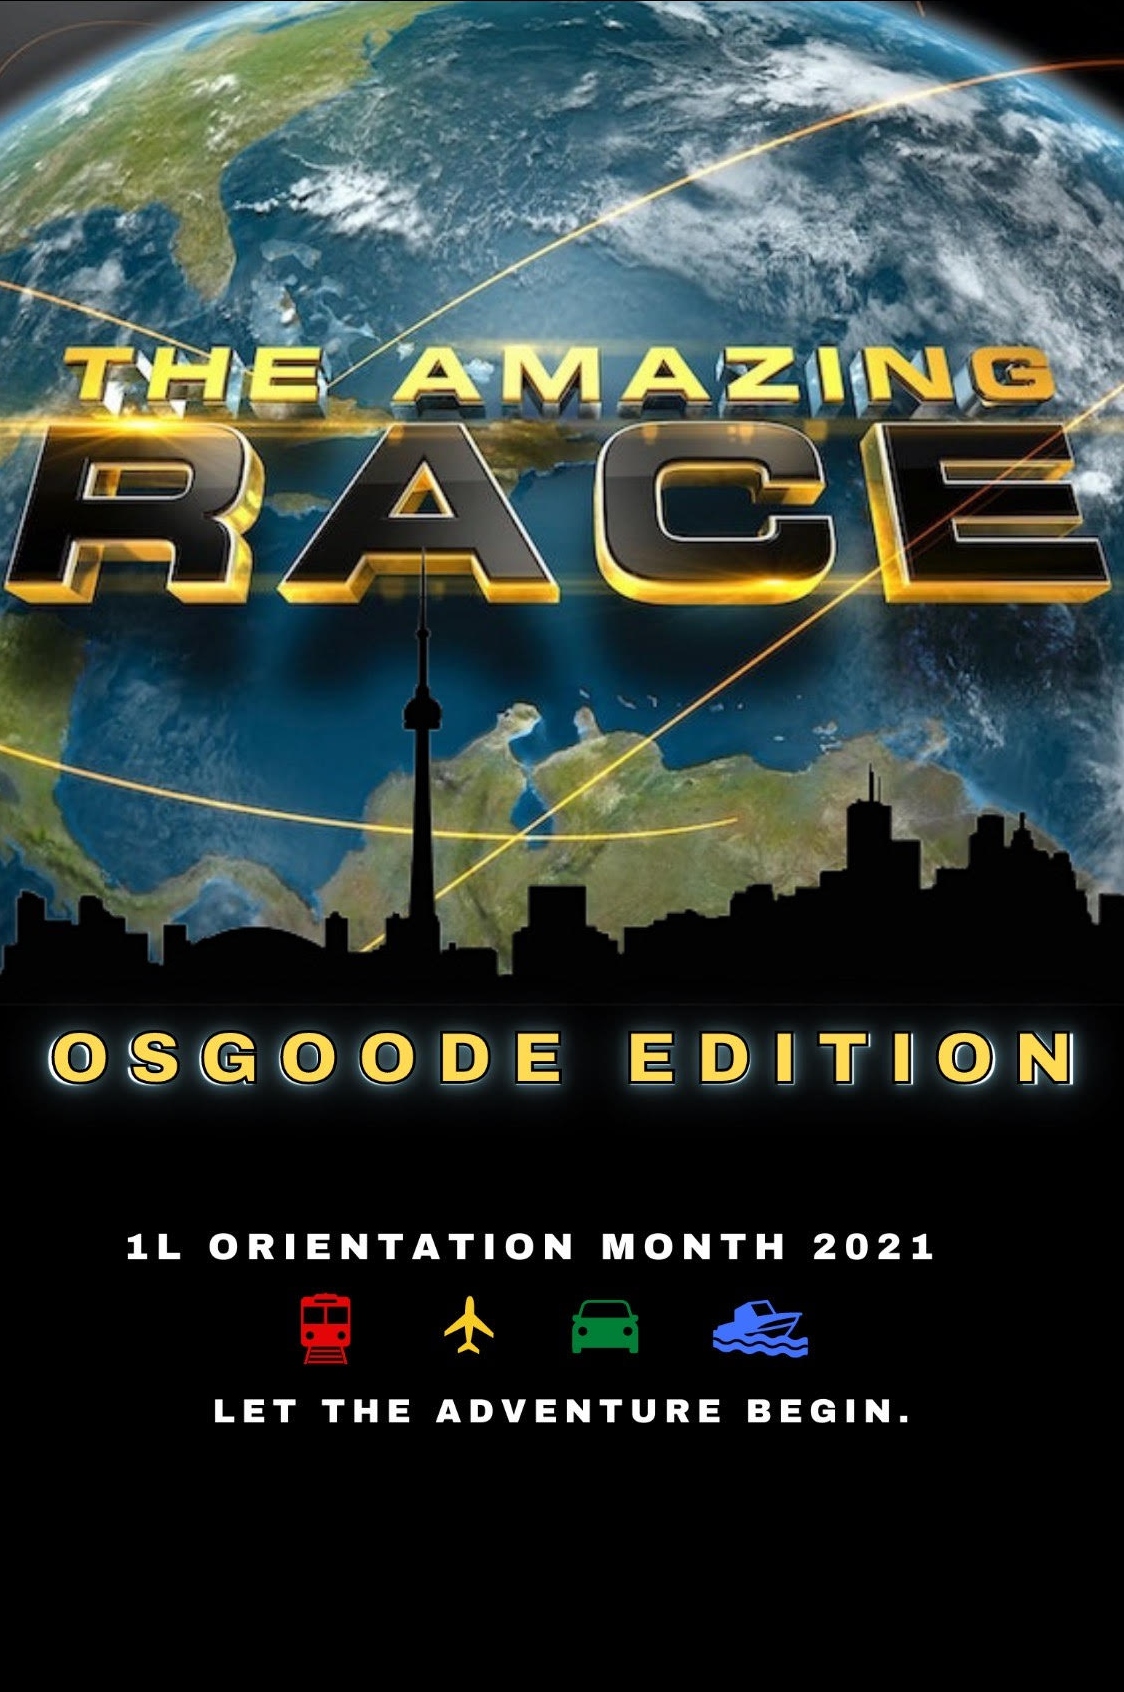 THE AMAZING
RACE
OSGOODE EDITION
1L ORIENTATION MONTH 2021
LET THE ADVENTURE BEGIN.